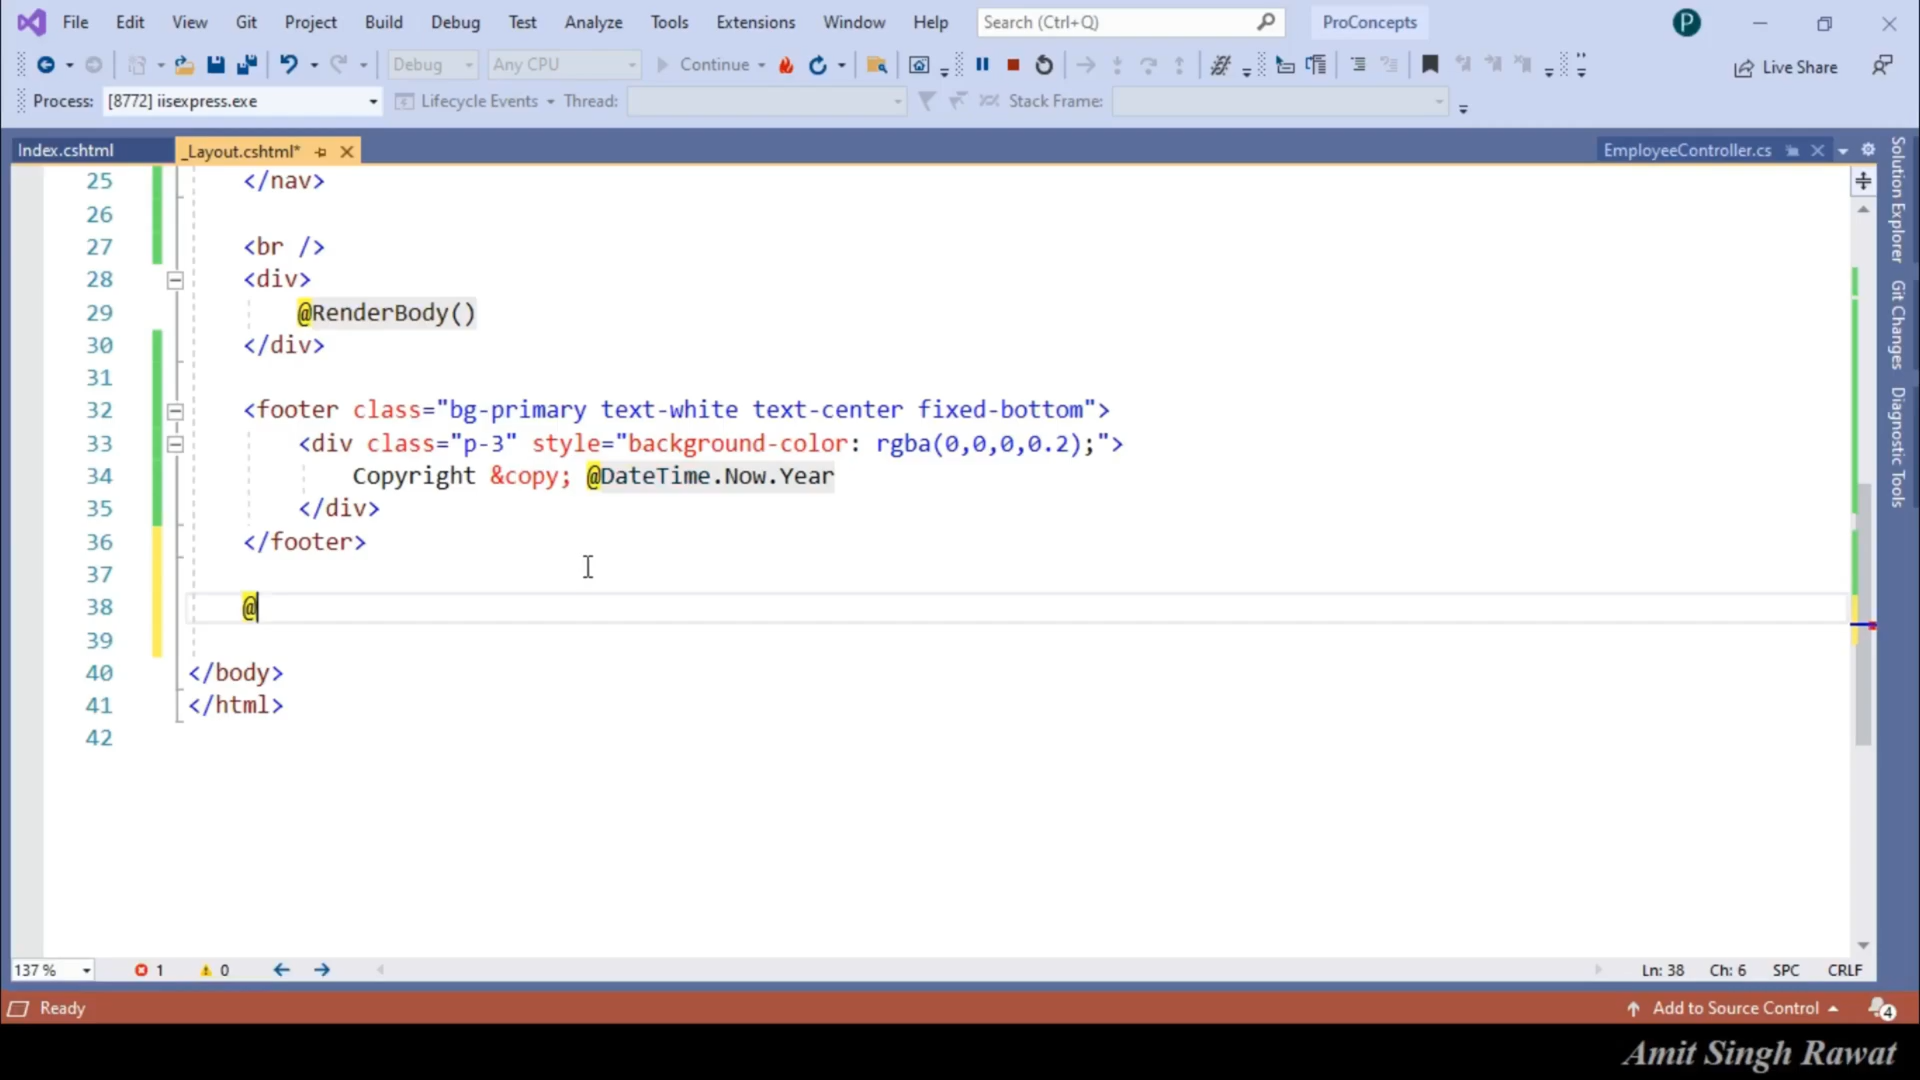 File Edit View Git Project Build Debug Test Analyze Tools Extensions Window Help Search (Ctrl+Q) ProConcepts P
Debug Any CPU Continue Live Share
Process: [8772] iisexpress.exe Lifecycle Events Thread: Stack Frame:
Index.cshtml _Layout.cshtml* EmployeeController.cs
25 </nav>
26
27 <br />
28 <div>
29 @RenderBody()
30 </div>
31
32 <footer class="bg-primary text-white text-center fixed-bottom">
33 <div class="p-3" style="background-color: rgba(0,0,0,0.2);">
34 Copyright &copy; @DateTime.Now.Year
35 </div>
36 </footer>
37
38 @
39
40 </body>
41 </html>
42
Solution Explorer
Git Changes
Diagnostic Tools
137 % 1 0 Ln: 38 Ch: 6 SPC CRLF
Ready Add to Source Control 4
Amit Singh Rawat